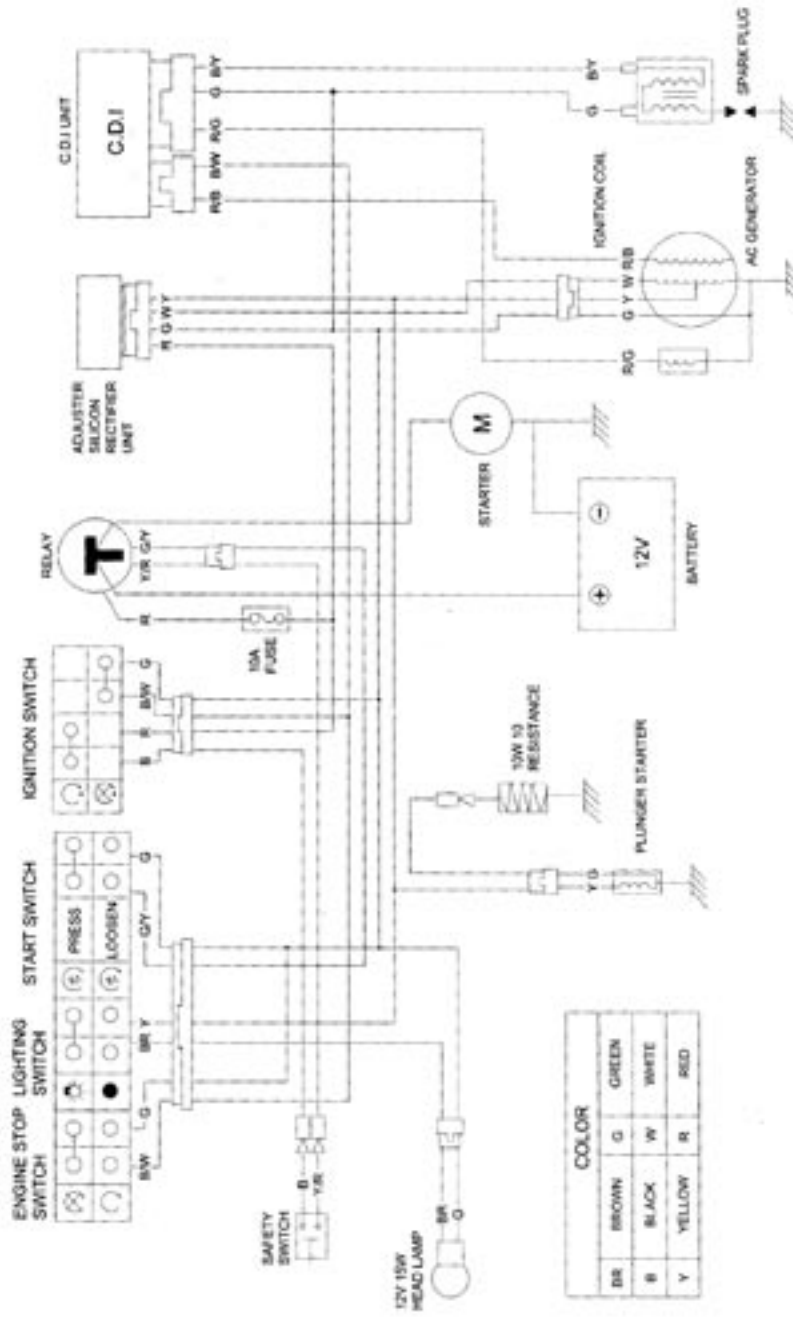 ENGINE STOP
SWITCH
LIGHTING
SWITCH
START SWITCH
PRESS
LOOSEN
B/W
G
BR
Y
G/Y
G
IGNITION SWITCH
B
R
B/W
G
RELAY
R
Y/R
G/Y
10A
FUSE
ADJUSTER
SILICON
RECTIFIER
UNIT
R
G
W
Y
C.D.I UNIT
C.D.I
R/B
B/W
R/G
G
B/Y
SAFETY
SWITCH
B
Y/R
12V 15W
HEAD LAMP
BR
G
Y
G
PLUNGER STARTER
10W 10
RESISTANCE
12V
BATTERY
M
STARTER
R/G
G
Y
W
R/B
AC GENERATOR
IGNITION COIL
G
B/Y
SPARK PLUG
COLOR
BR BROWN G GREEN
B BLACK W WHITE
Y YELLOW R RED